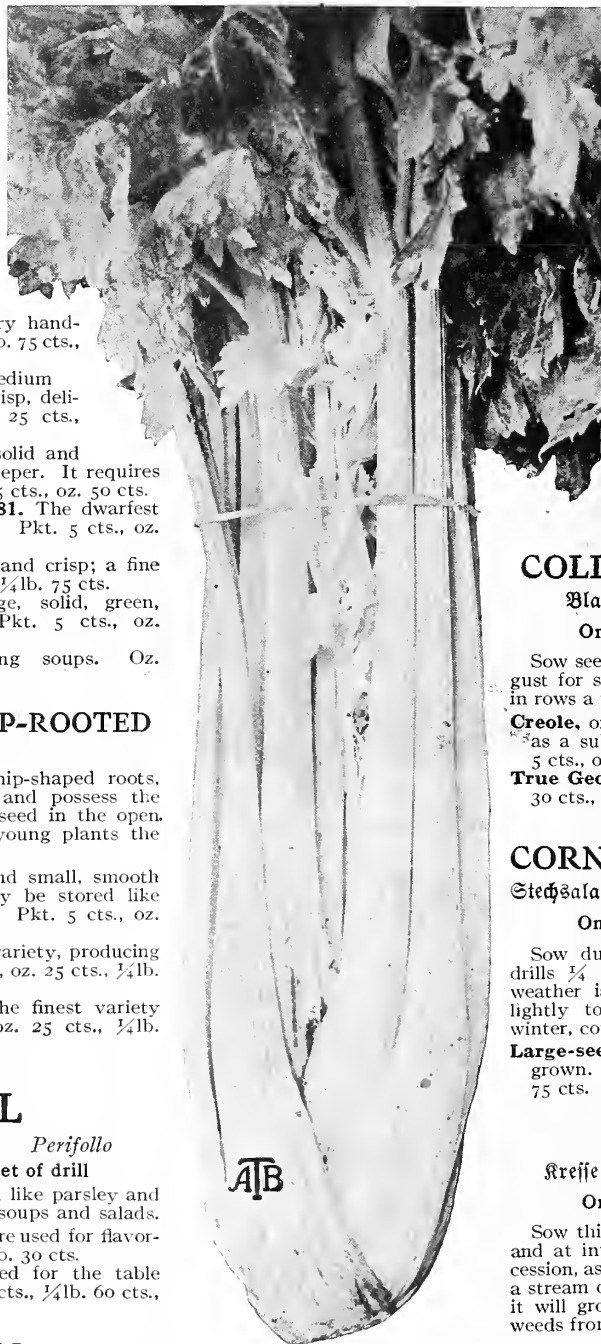 ry hand-
b. 75 cts.,
edium
isp, deli-
25 cts.,
solid and
eper. It requires
5 cts., oz. 50 cts.
81. The dwarfest
Pkt. 5 cts., oz.
and crisp; a fine
¼lb. 75 cts.
ge, solid, green,
Pkt. 5 cts., oz.
ng soups. Oz.
P-ROOTED
nip-shaped roots,
and possess the
seed in the open.
young plants the
nd small, smooth
y be stored like
Pkt. 5 cts., oz.
variety, producing
, oz. 25 cts., ¼lb.
he finest variety
oz. 25 cts., ¼lb.
L
Perifollo
et of drill
, like parsley and
soups and salads.
re used for flavor-
b. 30 cts.
ed for the table
cts., ¼lb. 60 cts.,
ATB
COLL
Bla
On
Sow see
gust for s
in rows a
Creole, or
as a su
5 cts., o
True Geo
30 cts.,
CORN
Stechsala
On
Sow du
drills ¼
weather is
lightly to
winter, co
Large-see
grown.
75 cts.
Kresse
On
Sow thi
and at in
cession, as
a stream o
it will gro
weeds from